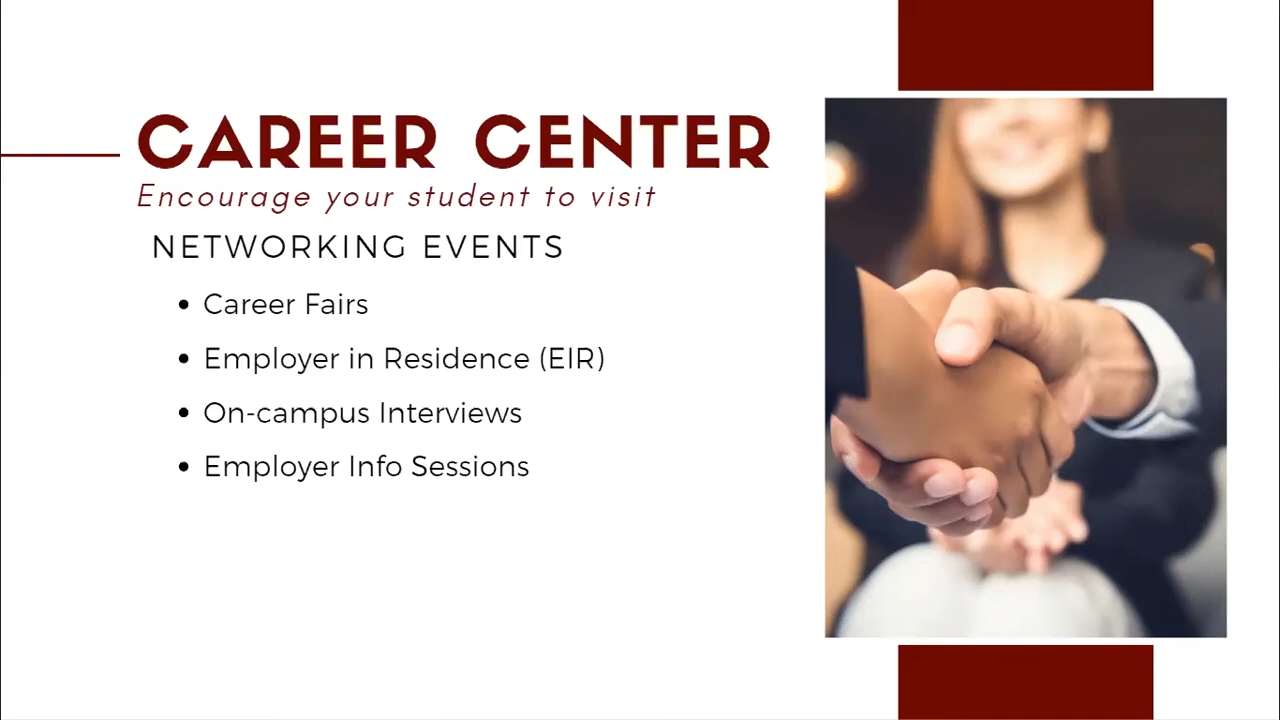 CAREER CENTER
Encourage your student to visit
NETWORKING EVENTS
• Career Fairs
• Employer in Residence (EIR)
• On-campus Interviews
• Employer Info Sessions